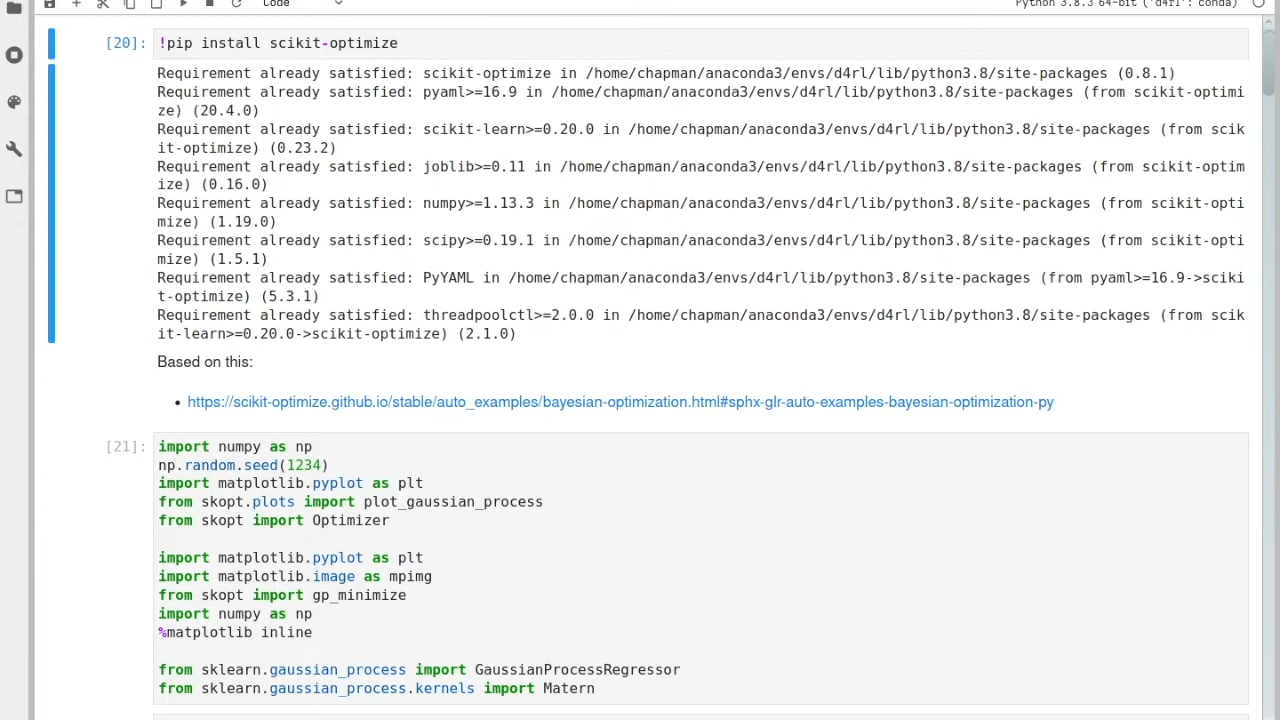 Code
Python 3.8.3 64-bit ('d4rl': conda)
[20]: !pip install scikit-optimize
Requirement already satisfied: scikit-optimize in /home/chapman/anaconda3/envs/d4rl/lib/python3.8/site-packages (0.8.1)
Requirement already satisfied: pyaml>=16.9 in /home/chapman/anaconda3/envs/d4rl/lib/python3.8/site-packages (from scikit-optimi
ze) (20.4.0)
Requirement already satisfied: scikit-learn>=0.20.0 in /home/chapman/anaconda3/envs/d4rl/lib/python3.8/site-packages (from scik
it-optimize) (0.23.2)
Requirement already satisfied: joblib>=0.11 in /home/chapman/anaconda3/envs/d4rl/lib/python3.8/site-packages (from scikit-optim
ize) (0.16.0)
Requirement already satisfied: numpy>=1.13.3 in /home/chapman/anaconda3/envs/d4rl/lib/python3.8/site-packages (from scikit-opti
mize) (1.19.0)
Requirement already satisfied: scipy>=0.19.1 in /home/chapman/anaconda3/envs/d4rl/lib/python3.8/site-packages (from scikit-opti
mize) (1.5.1)
Requirement already satisfied: PyYAML in /home/chapman/anaconda3/envs/d4rl/lib/python3.8/site-packages (from pyaml>=16.9->sciki
t-optimize) (5.3.1)
Requirement already satisfied: threadpoolctl>=2.0.0 in /home/chapman/anaconda3/envs/d4rl/lib/python3.8/site-packages (from scik
it-learn>=0.20.0->scikit-optimize) (2.1.0)
Based on this:
• https://scikit-optimize.github.io/stable/auto_examples/bayesian-optimization.html#sphx-glr-auto-examples-bayesian-optimization-py
[21]: import numpy as np
np.random.seed(1234)
import matplotlib.pyplot as plt
from skopt.plots import plot_gaussian_process
from skopt import Optimizer
import matplotlib.pyplot as plt
import matplotlib.image as mpimg
from skopt import gp_minimize
import numpy as np
%matplotlib inline
from sklearn.gaussian_process import GaussianProcessRegressor
from sklearn.gaussian_process.kernels import Matern